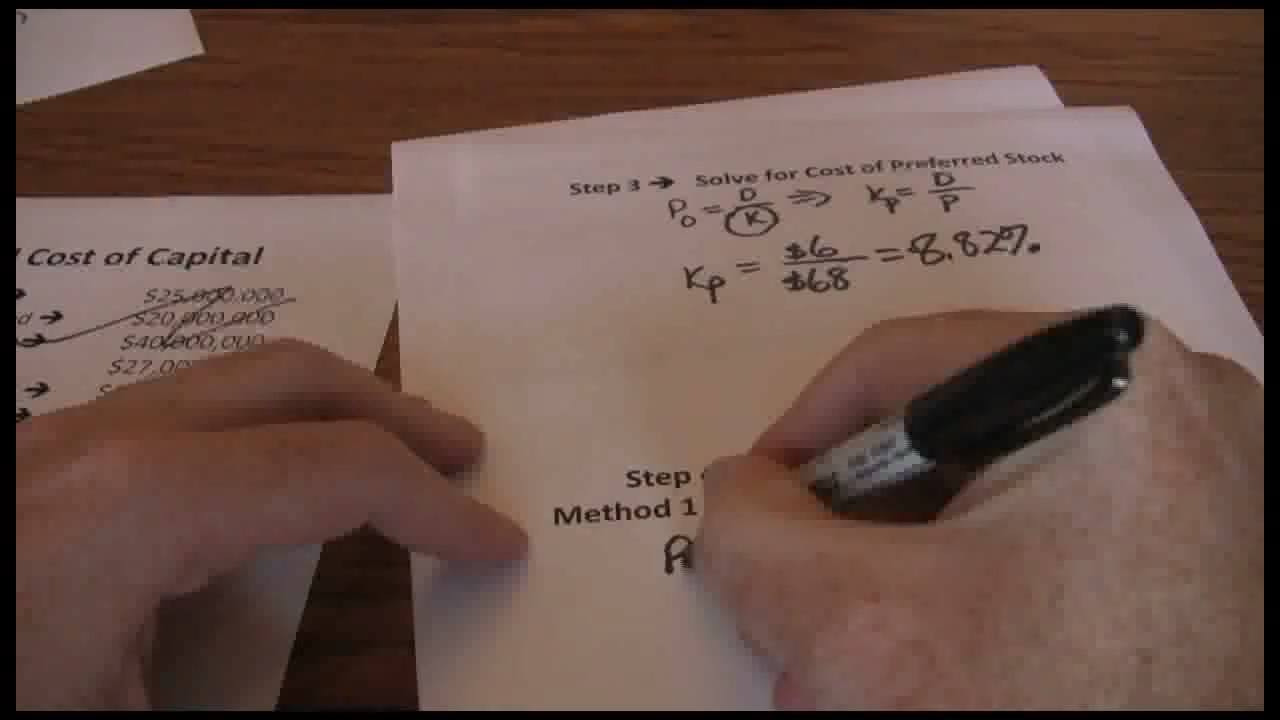 Step 3 → Solve for Cost of Preferred Stock
P₀ = D/K ⇒ Kp = D/P
Kp = $6/$68 = 8.82%
Cost of Capital
$25,000,000
$20,000,000
$40,000,000
$27,00
Step
Method 1